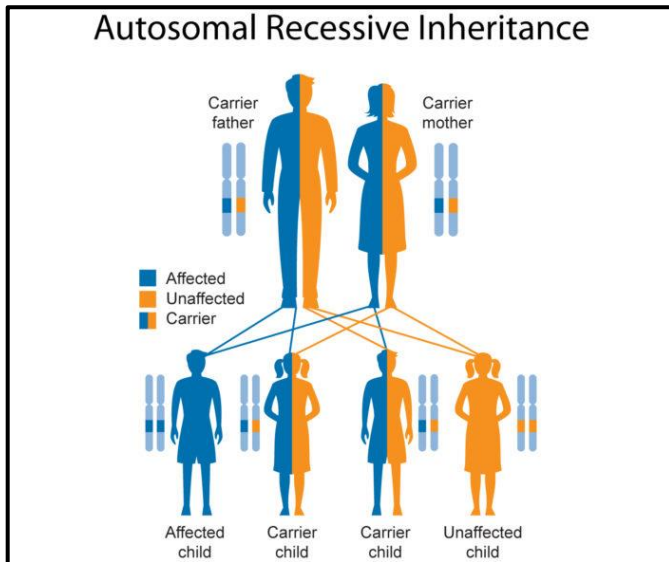 Autosomal Recessive Inheritance
Carrier
father
Carrier
mother
Affected
Unaffected
Carrier
Affected
child
Carrier
child
Carrier
child
Unaffected
child